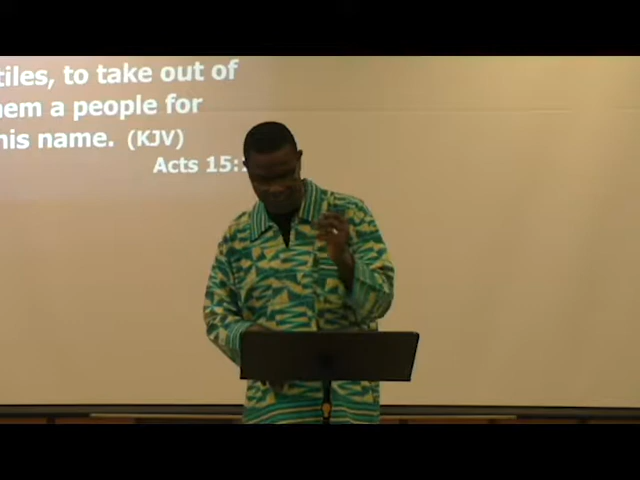 tiles, to take out of
hem a people for
his name. (KJV)
Acts 15: